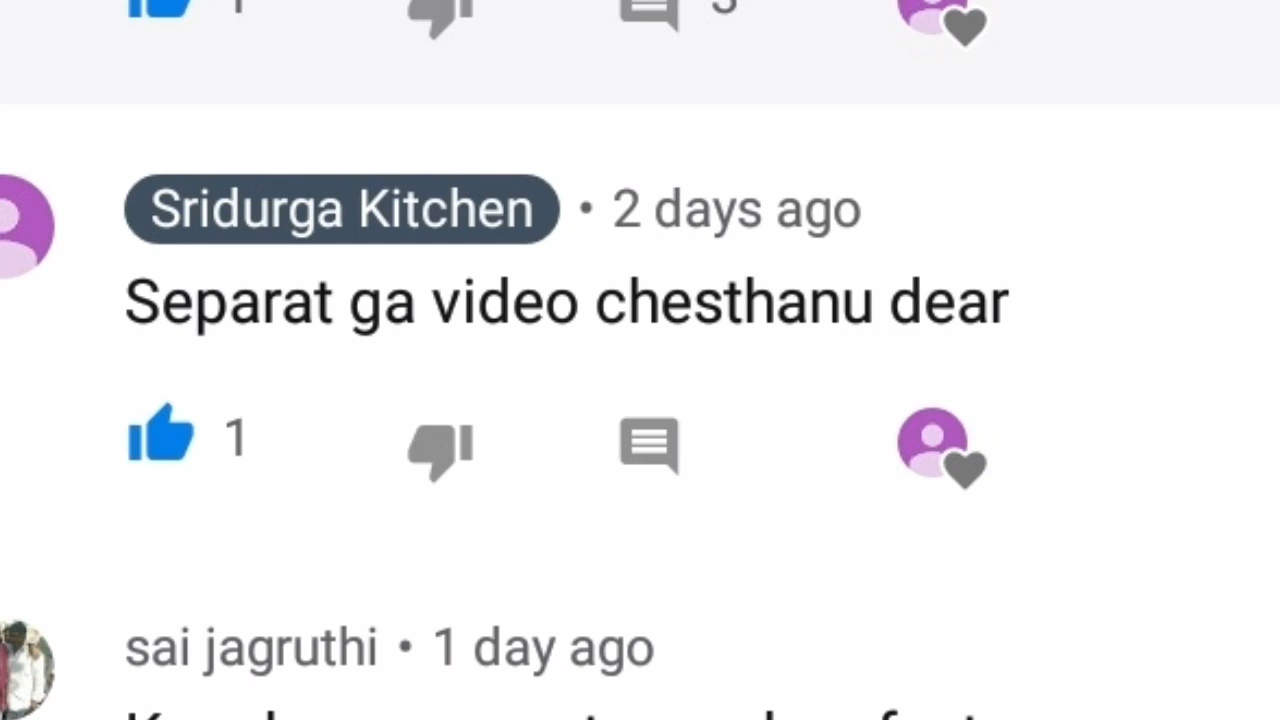 Sridurga Kitchen • 2 days ago
Separat ga video chesthanu dear
1
sai jagruthi • 1 day ago